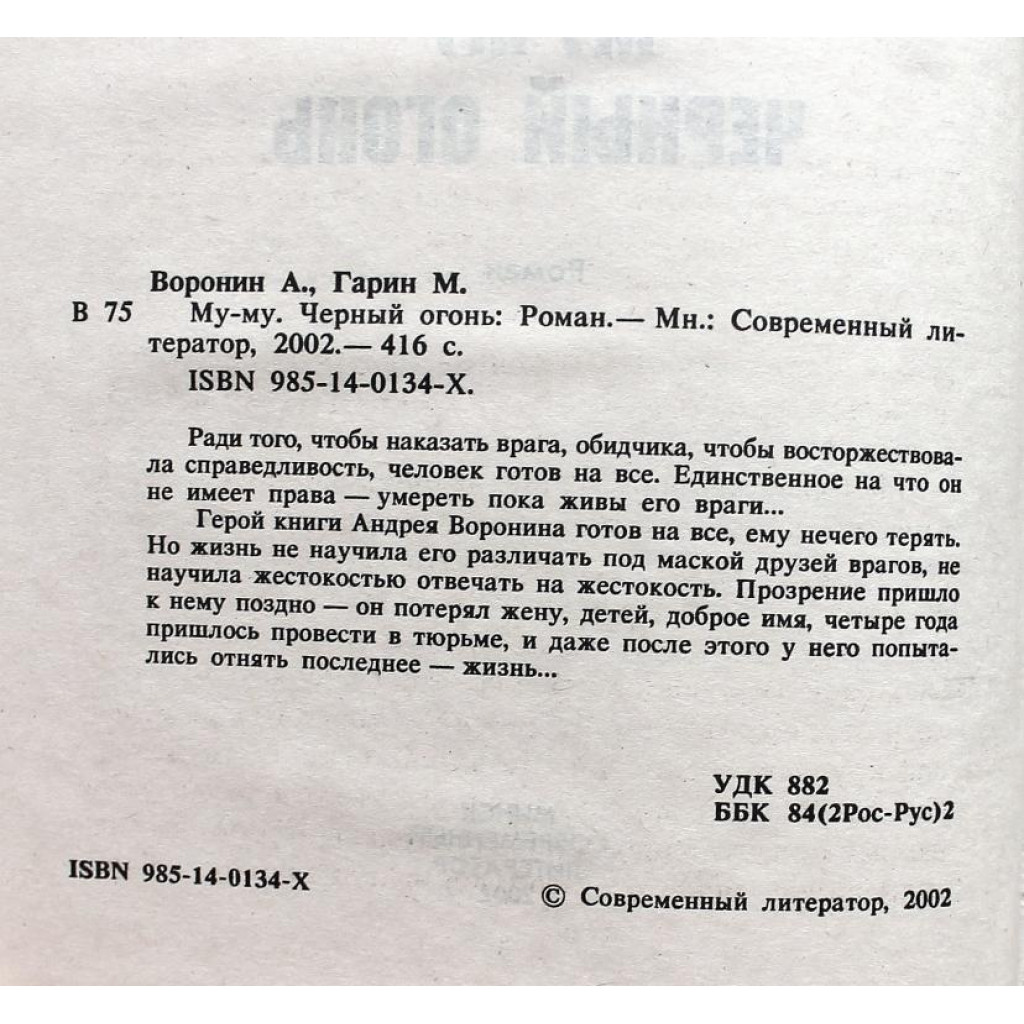 ЧЕРНЫЙ ОГОНЬ
Роман
Воронин А., Гарин М.
В 75 Му-му. Черный огонь: Роман.— Мн.: Современный ли-
тератор, 2002.— 416 с.
ISBN 985-14-0134-X.
Ради того, чтобы наказать врага, обидчика, чтобы восторжествова-
ла справедливость, человек готов на все. Единственное на что он
не имеет права — умереть пока живы его враги...
Герой книги Андрея Воронина готов на все, ему нечего терять.
Но жизнь не научила его различать под маской друзей врагов, не
научила жестокостью отвечать на жестокость. Прозрение пришло
к нему поздно — он потерял жену, детей, доброе имя, четыре года
пришлось провести в тюрьме, и даже после этого у него попыта-
лись отнять последнее — жизнь...
УДК 882
ББК 84(2Рос-Рус)2
ISBN 985-14-0134-X
© Современный литератор, 2002